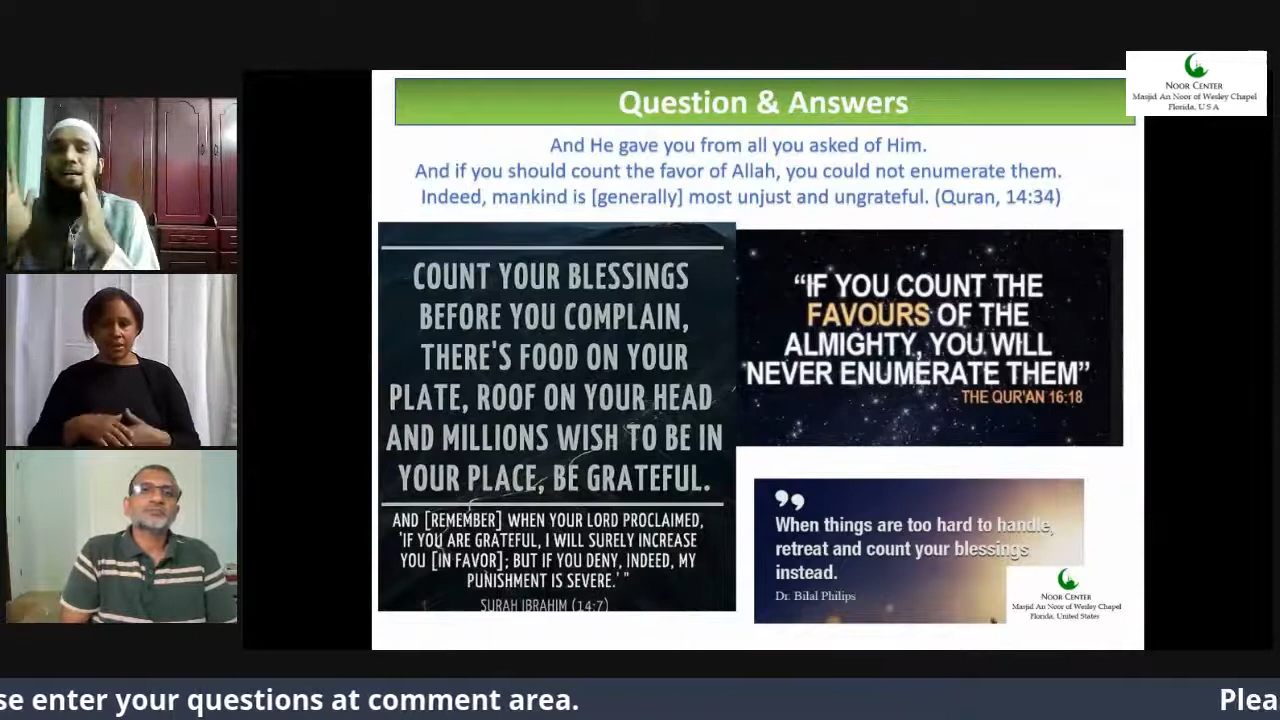 NOOR CENTER
Masjid An Noor of Wesley Chapel
Florida, U S A
Question & Answers
And He gave you from all you asked of Him.
And if you should count the favor of Allah, you could not enumerate them.
Indeed, mankind is [generally] most unjust and ungrateful. (Quran, 14:34)
COUNT YOUR BLESSINGS
BEFORE YOU COMPLAIN,
THERE'S FOOD ON YOUR
PLATE, ROOF ON YOUR HEAD
AND MILLIONS WISH TO BE IN
YOUR PLACE, BE GRATEFUL.
AND [REMEMBER] WHEN YOUR LORD PROCLAIMED,
'IF YOU ARE GRATEFUL, I WILL SURELY INCREASE
YOU [IN FAVOR]; BUT IF YOU DENY, INDEED, MY
PUNISHMENT IS SEVERE.' "
SURAH IBRAHIM (14:7)
“IF YOU COUNT THE
FAVOURS OF THE
ALMIGHTY, YOU WILL
NEVER ENUMERATE THEM”
- THE QUR'AN 16:18
”
When things are too hard to handle,
retreat and count your blessings
instead.
Dr. Bilal Philips
NOOR CENTER
Masjid An Noor of Wesley Chapel
Florida, United States
se enter your questions at comment area.
Plea